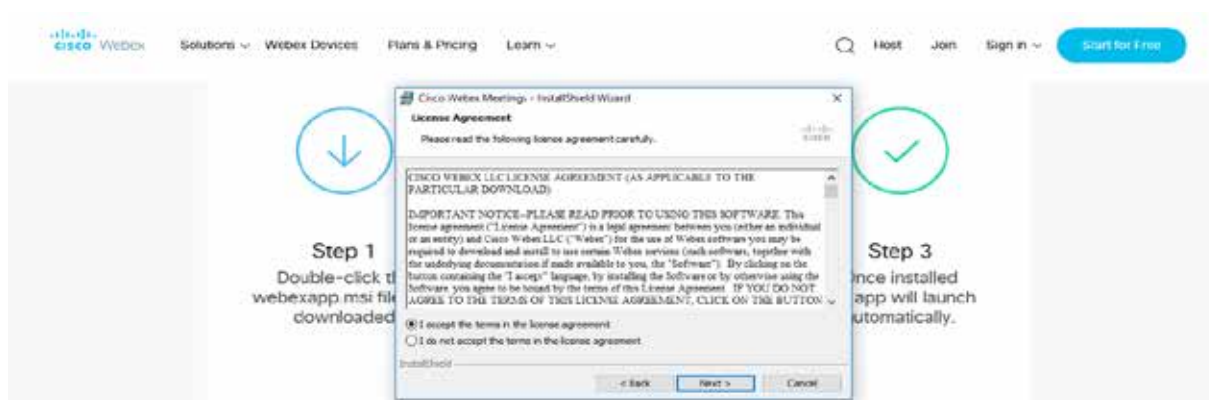 CISCO Webex
Solutions Webex Devices Plans & Pricing Learn Host Join Sign in Start for Free
Cisco Webex Meetings - InstallShield Wizard
License Agreement
Please read the following license agreement carefully.
CISCO
CISCO WEBEX LLC LICENSE AGREEMENT (AS APPLICABLE TO THE
PARTICULAR DOWNLOAD)
IMPORTANT NOTICE--PLEASE READ PRIOR TO USING THIS SOFTWARE. This
license agreement ("License Agreement") is a legal agreement between you (either an individual
or an entity) and Cisco Webex LLC ("Webex") for the use of Webex software you may be
required to download and install to use certain Webex services (such software, together with
the underlying documentation if made available to you, the "Software"). By clicking on the
button containing the "I accept" language, by installing the Software or by otherwise using the
Software, you agree to be bound by the terms of this License Agreement. IF YOU DO NOT
AGREE TO THE TERMS OF THIS LICENSE AGREEMENT, CLICK ON THE BUTTON
I accept the terms in the license agreement
I do not accept the terms in the license agreement
InstallShield
< Back Next > Cancel
Step 1
Double-click t
webexapp.msi file
downloaded
Step 3
Once installed
app will launch
utomatically.